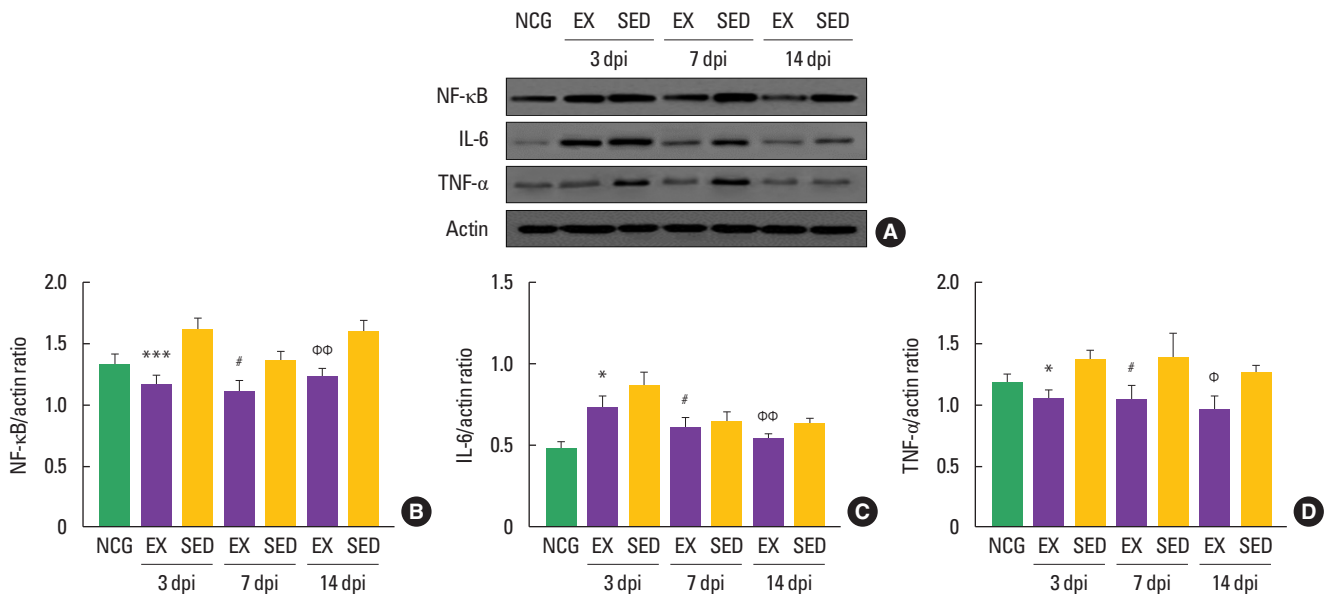 NCG EX SED EX SED EX SED
3 dpi 7 dpi 14 dpi
NF-κB
IL-6
TNF-α
Actin
A
NF-κB/actin ratio
2.0
1.5
1.0
0.5
0
***
#
ΦΦ
NCG EX SED EX SED EX SED
3 dpi 7 dpi 14 dpi
B
IL-6/actin ratio
1.5
1.0
0.5
0
*
#
ΦΦ
NCG EX SED EX SED EX SED
3 dpi 7 dpi 14 dpi
C
TNF-α/actin ratio
2.0
1.5
1.0
0.5
0
*
#
Φ
NCG EX SED EX SED EX SED
3 dpi 7 dpi 14 dpi
D